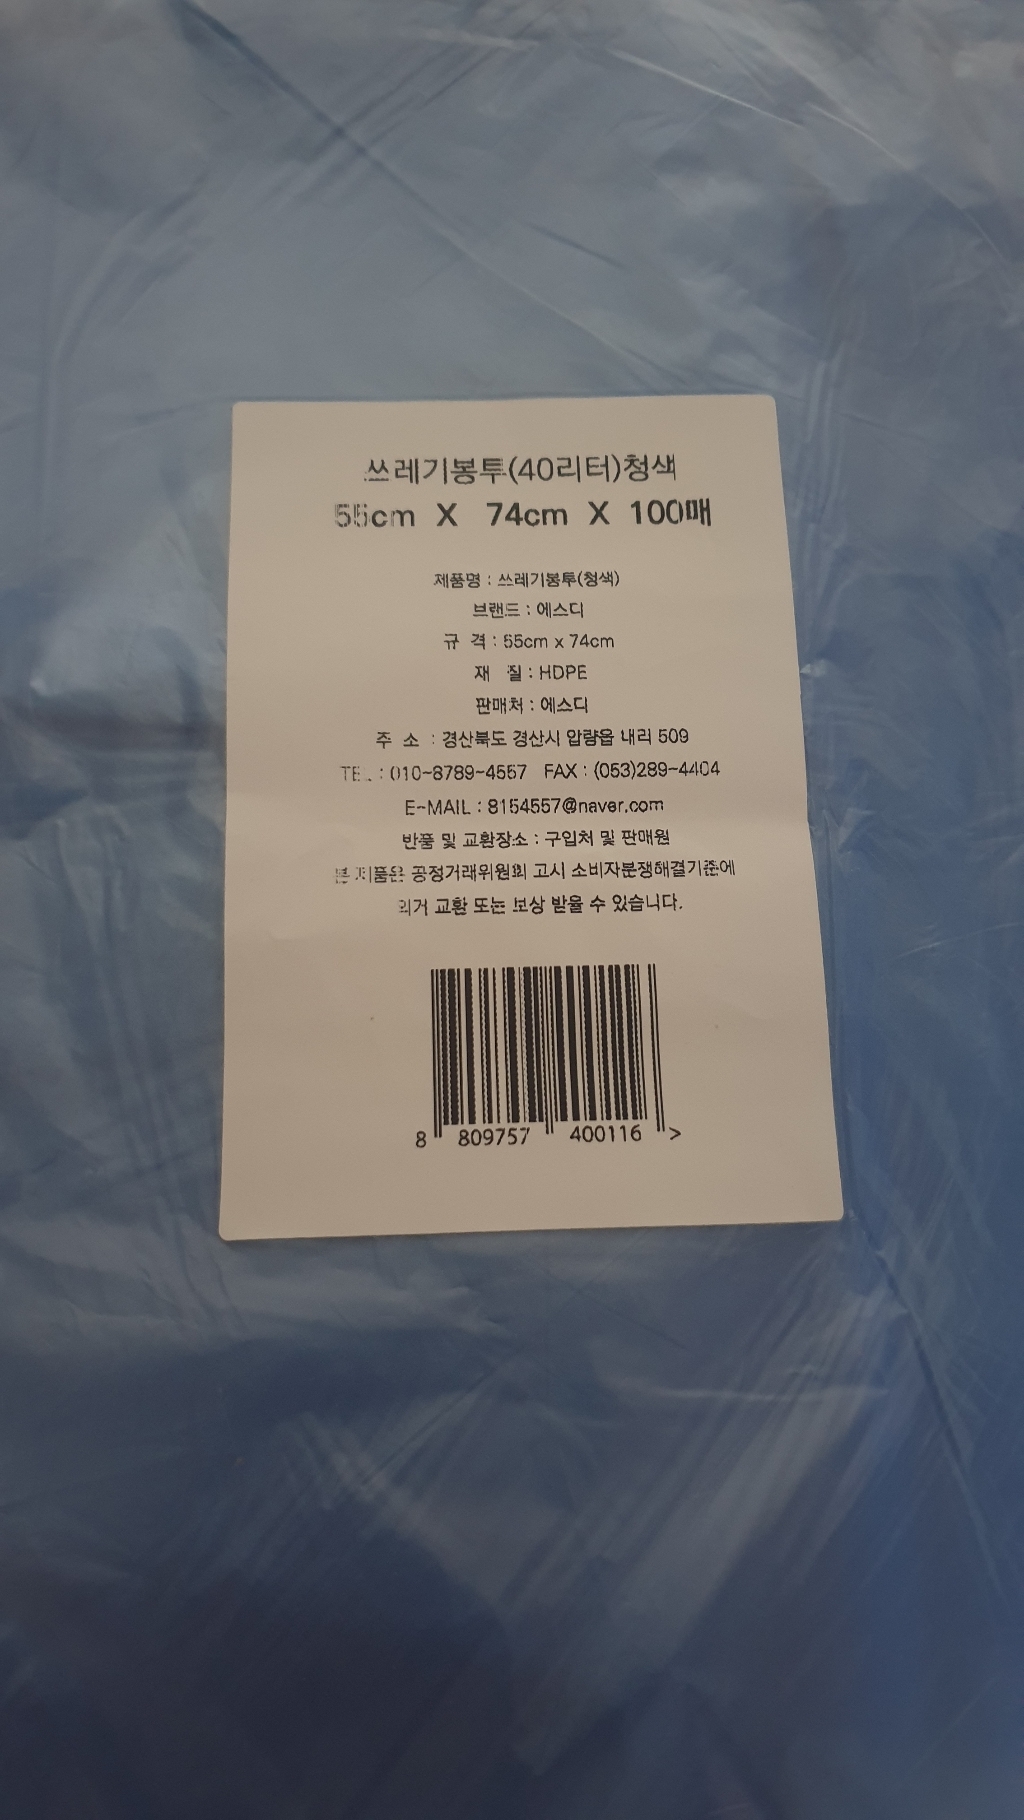 쓰레기봉투(40리터)청색
55cm X 74cm X 100매
제품명 : 쓰레기봉투(청색)
브랜드 : 에스디
규 격 : 55cm x 74cm
재 질 : HDPE
판매처 : 에스디
주 소 : 경산북도 경산시 압량읍 내리 509
TEL : 010-8789-4557 FAX : (053)289-4404
E-MAIL : 8154557@naver.com
반품 및 교환장소 : 구입처 및 판매원
본 제품은 공정거래위원회 고시 소비자분쟁해결기준에
의거 교환 또는 보상 받을 수 있습니다.
8 809757 400116 >